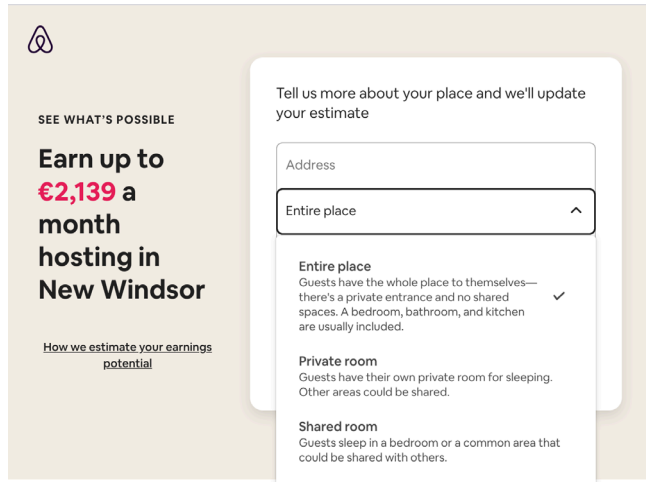 SEE WHAT'S POSSIBLE
Earn up to
€2,139 a
month
hosting in
New Windsor
How we estimate your earnings
potential
Tell us more about your place and we'll update
your estimate
Address
Entire place
Entire place
Guests have the whole place to themselves—
there's a private entrance and no shared
spaces. A bedroom, bathroom, and kitchen
are usually included.
Private room
Guests have their own private room for sleeping.
Other areas could be shared.
Shared room
Guests sleep in a bedroom or a common area that
could be shared with others.